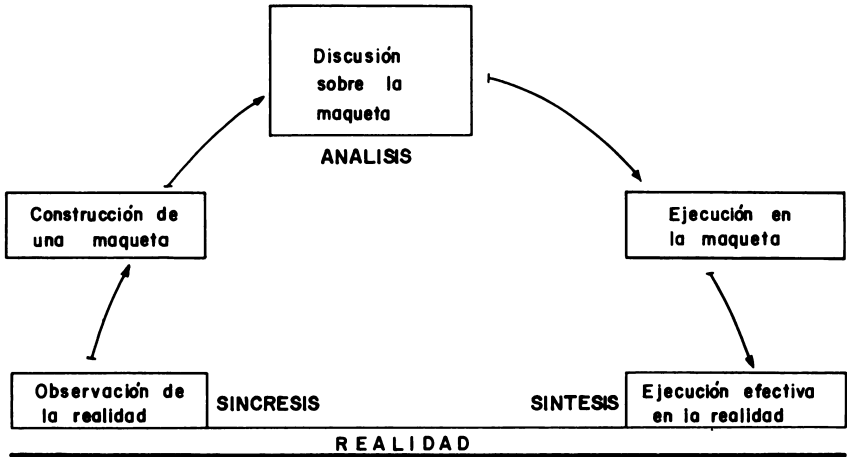 Discusión
sobre la
maqueta
ANALISIS
Construcción de
una maqueta
Ejecución en
la maqueta
Observación de
la realidad
SINCRESIS
SINTESIS
Ejecución efectiva
en la realidad
REALIDAD